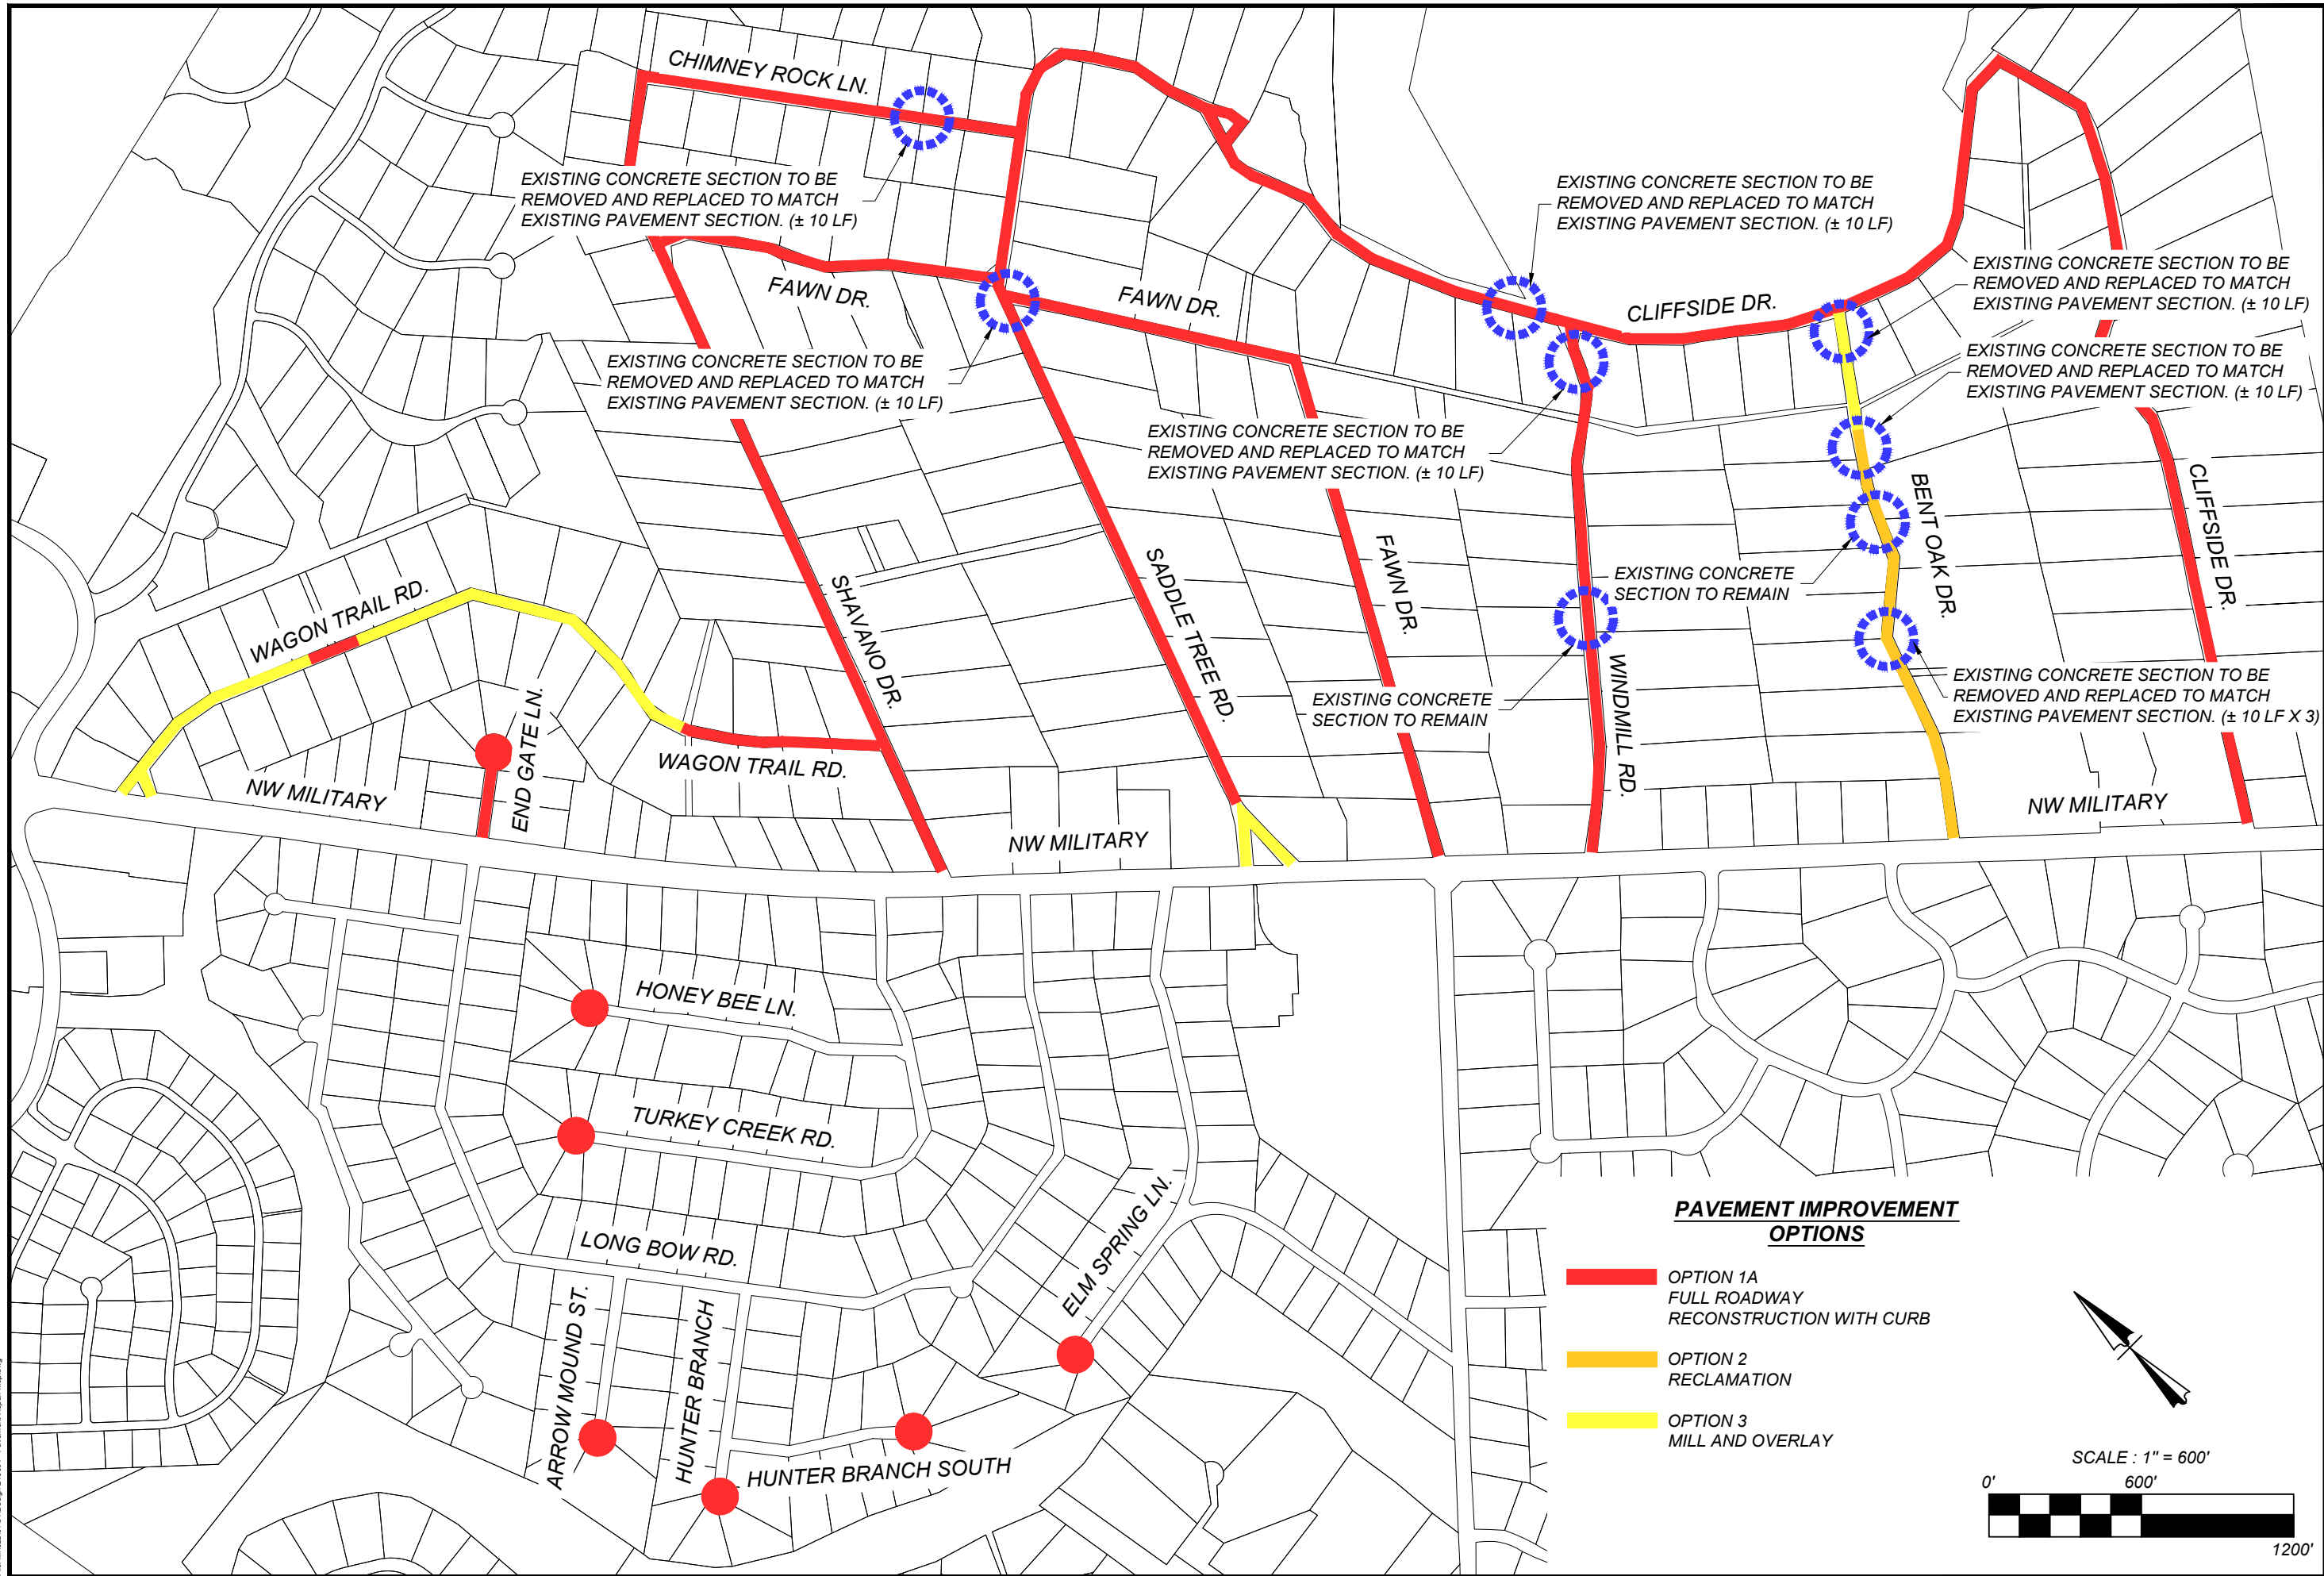 CHIMNEY ROCK LN.
EXISTING CONCRETE SECTION TO BE
REMOVED AND REPLACED TO MATCH
EXISTING PAVEMENT SECTION. (± 10 LF)
EXISTING CONCRETE SECTION TO BE
REMOVED AND REPLACED TO MATCH
EXISTING PAVEMENT SECTION. (± 10 LF)
FAWN DR.
FAWN DR.
CLIFFSIDE DR.
EXISTING CONCRETE SECTION TO BE
REMOVED AND REPLACED TO MATCH
EXISTING PAVEMENT SECTION. (± 10 LF)
EXISTING CONCRETE SECTION TO BE
REMOVED AND REPLACED TO MATCH
EXISTING PAVEMENT SECTION. (± 10 LF)
EXISTING CONCRETE SECTION TO BE
REMOVED AND REPLACED TO MATCH
EXISTING PAVEMENT SECTION. (± 10 LF)
EXISTING CONCRETE SECTION TO BE
REMOVED AND REPLACED TO MATCH
EXISTING PAVEMENT SECTION. (± 10 LF)
WAGON TRAIL RD.
SHAVANO DR.
SADDLE TREE RD.
FAWN DR.
EXISTING CONCRETE
SECTION TO REMAIN
BENT OAK DR.
CLIFFSIDE DR.
EXISTING CONCRETE
SECTION TO REMAIN
WINDMILL RD.
EXISTING CONCRETE SECTION TO BE
REMOVED AND REPLACED TO MATCH
EXISTING PAVEMENT SECTION. (± 10 LF X 3)
END GATE LN.
WAGON TRAIL RD.
NW MILITARY
NW MILITARY
NW MILITARY
HONEY BEE LN.
TURKEY CREEK RD.
LONG BOW RD.
ELM SPRING LN.
ARROW MOUND ST.
HUNTER BRANCH
HUNTER BRANCH SOUTH
PAVEMENT IMPROVEMENT
OPTIONS
OPTION 1A
FULL ROADWAY
RECONSTRUCTION WITH CURB
OPTION 2
RECLAMATION
OPTION 3
MILL AND OVERLAY
SCALE : 1" = 600'
0'
600'
1200'